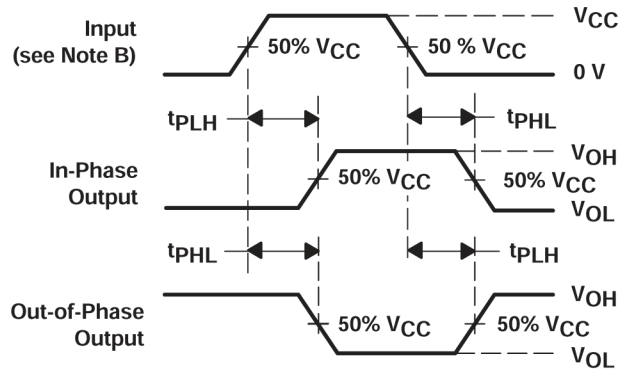 Input
(see Note B)
50% VCC
50 % VCC
VCC
0 V
tPLH
tPHL
In-Phase
Output
50% VCC
50% VCC
VOH
VOL
tPHL
tPLH
Out-of-Phase
Output
50% VCC
50% VCC
VOH
VOL